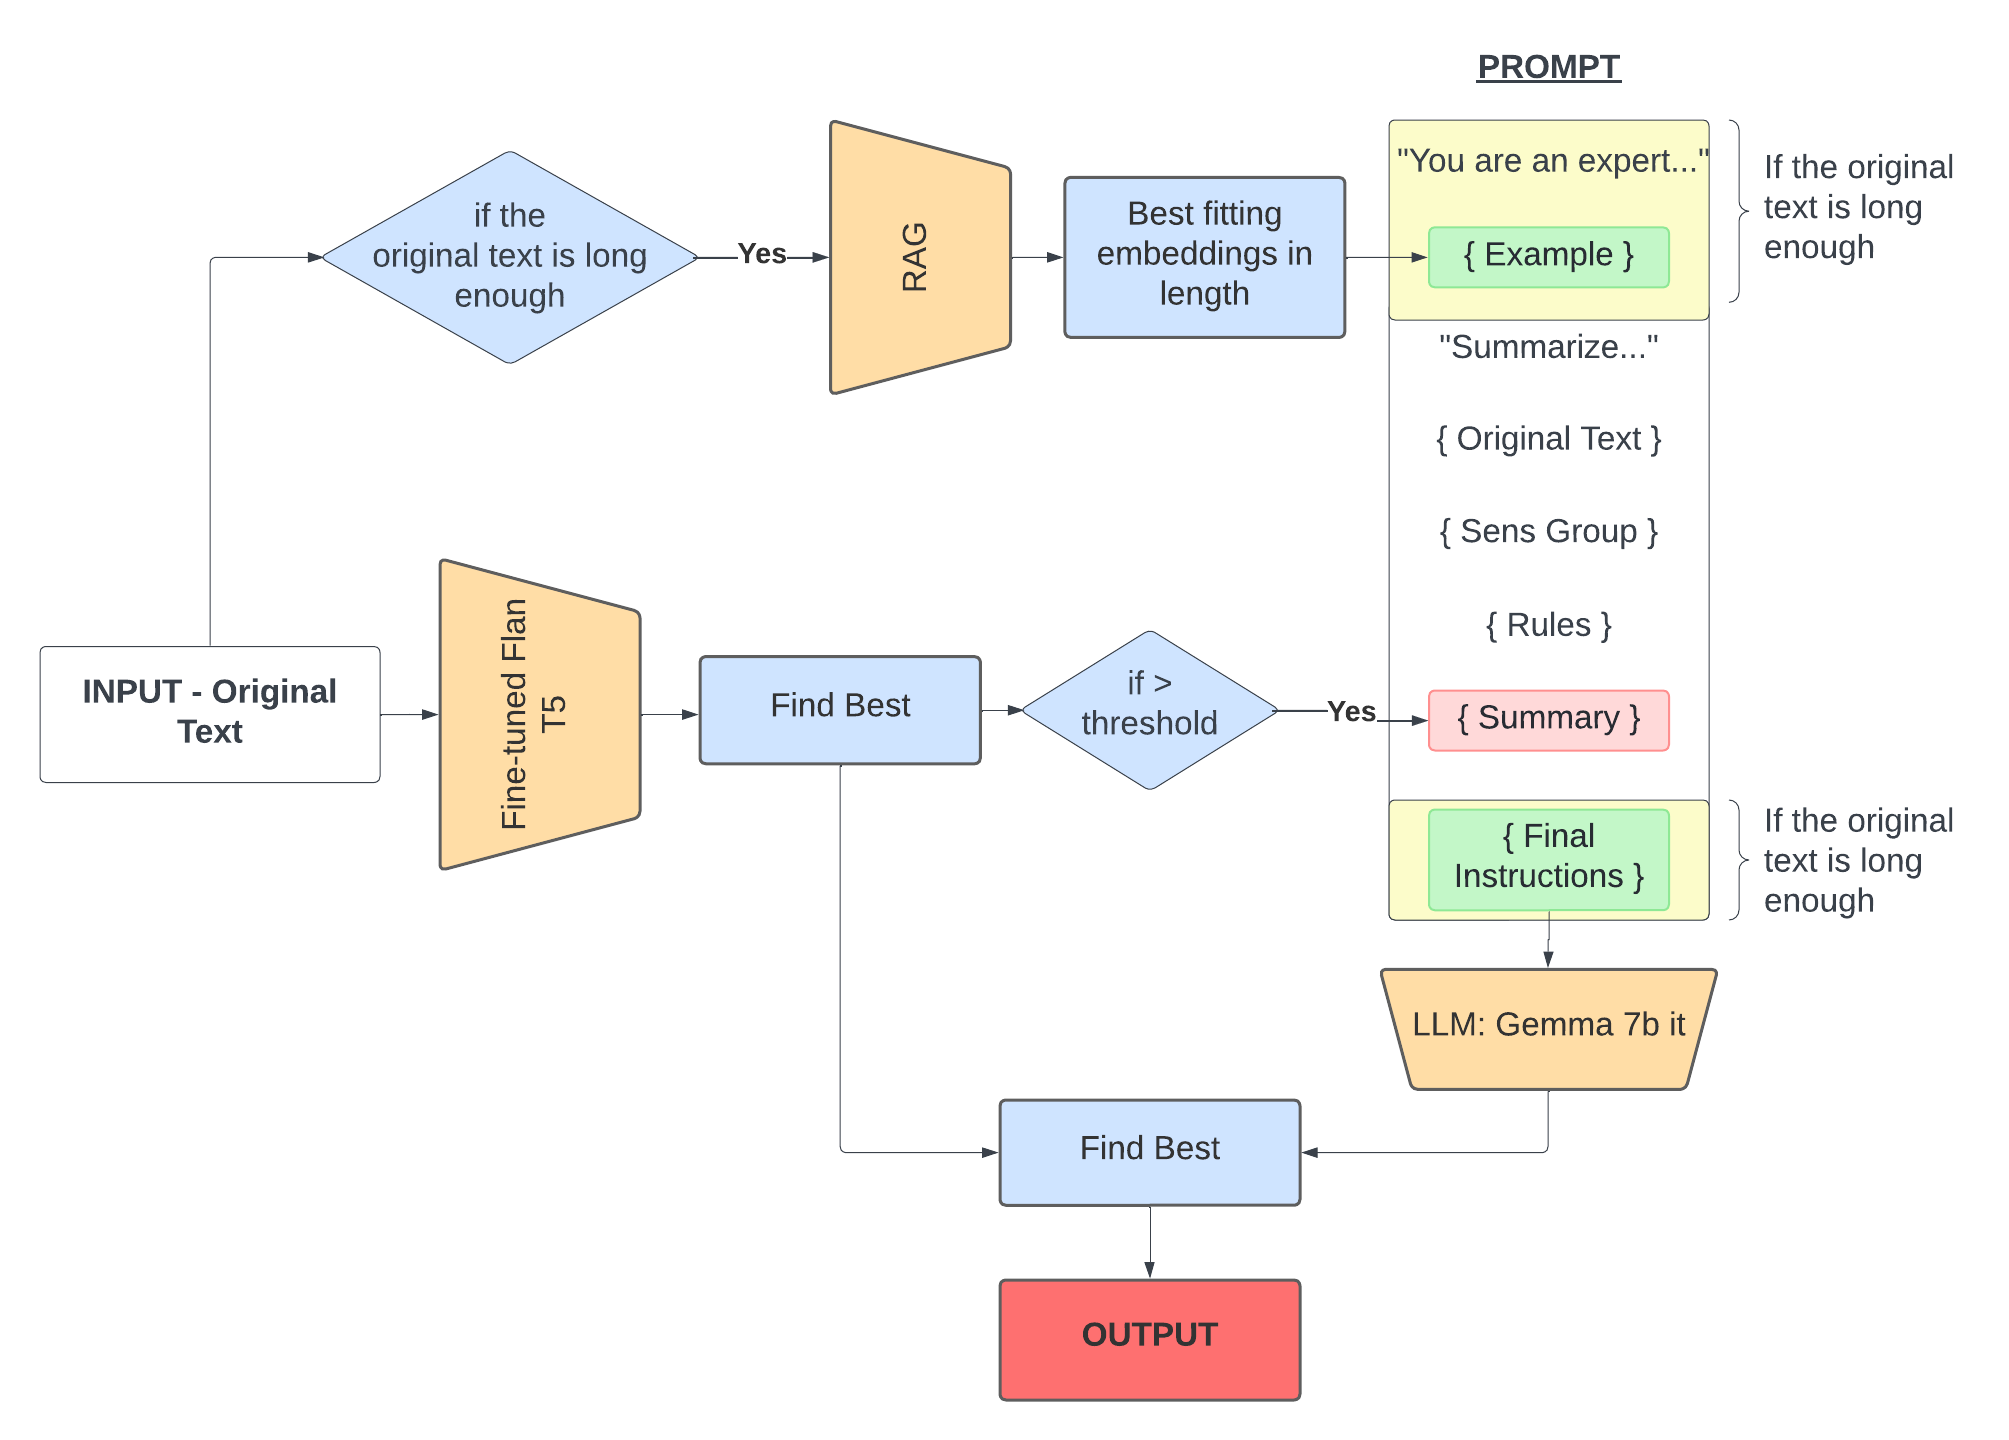 PROMPT
if the
original text is long
enough
Yes
RAG
Best fitting
embeddings in
length
"You are an expert..."
{ Example }
If the original
text is long
enough
"Summarize..."
{ Original Text }
{ Sens Group }
{ Rules }
INPUT - Original
Text
Fine-tuned Flan
T5
Find Best
if >
threshold
Yes
{ Summary }
{ Final
Instructions }
If the original
text is long
enough
LLM: Gemma 7b it
Find Best
OUTPUT